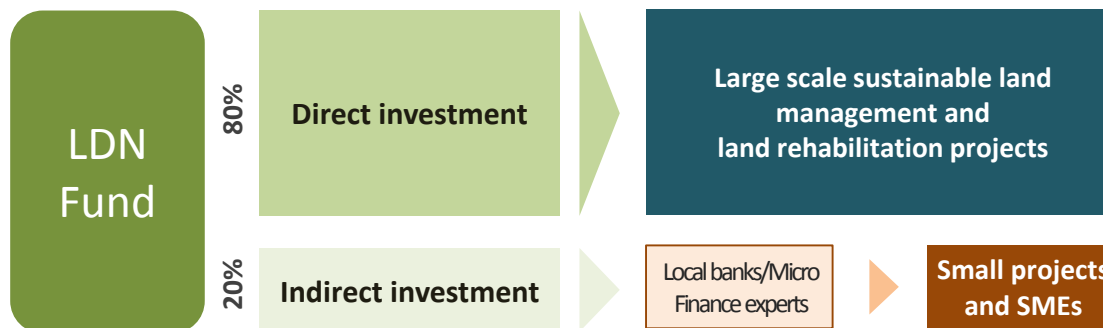 LDN
Fund
80%
Direct investment
Large scale sustainable land
management and
land rehabilitation projects
20%
Indirect investment
Local banks/Micro
Finance experts
Small projects
and SMEs